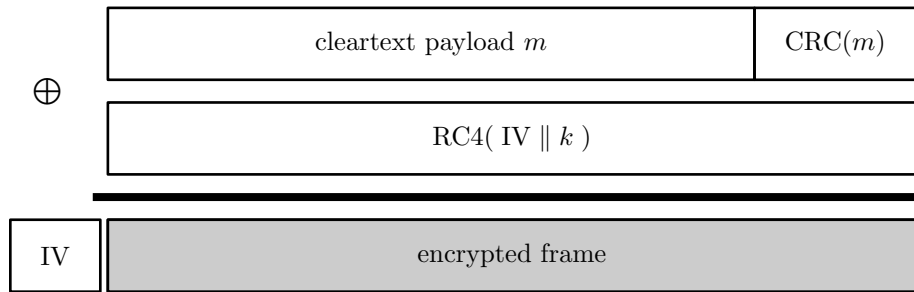 cleartext payload m CRC(m)
⊕
RC4( IV ∥ k )
IV encrypted frame